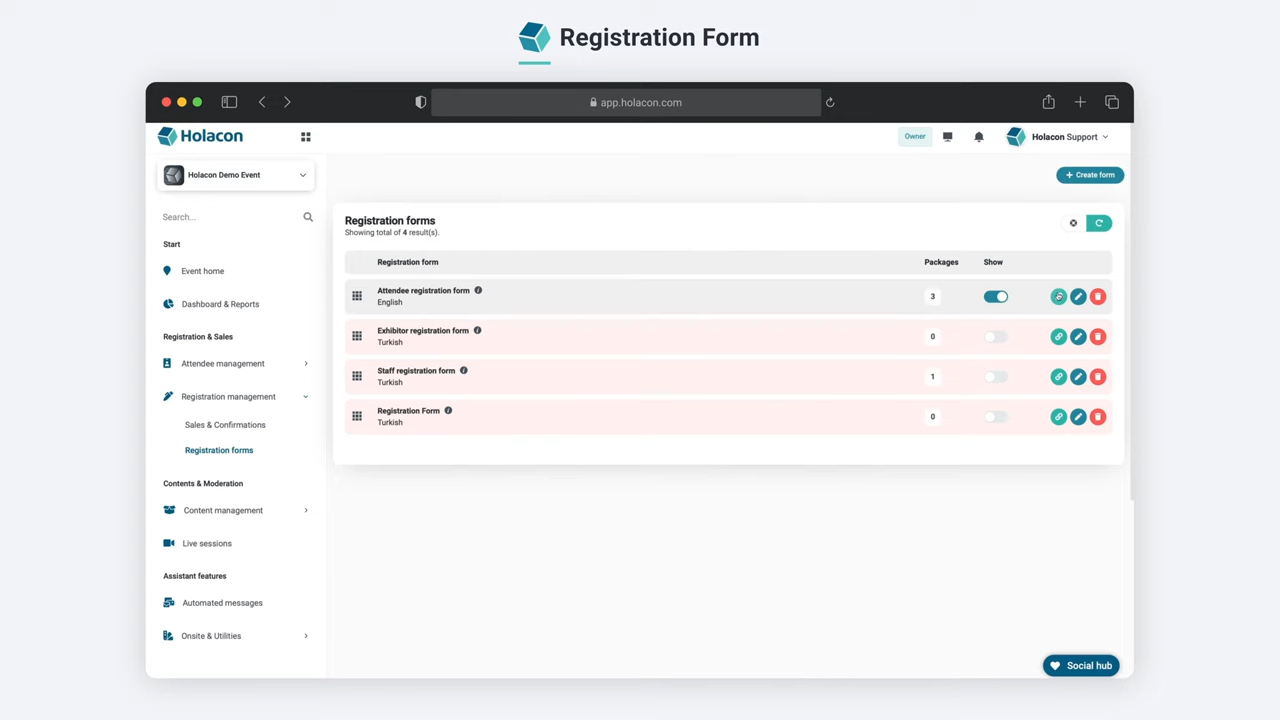 Registration Form
app.holacon.com
Holacon
Owner
Holacon Support
Holacon Demo Event
+ Create form
Search...
Start
Event home
Dashboard & Reports
Registration & Sales
Attendee management
Registration management
Sales & Confirmations
Registration forms
Contents & Moderation
Content management
Live sessions
Assistant features
Automated messages
Onsite & Utilities
Registration forms
Showing total of 4 result(s).
Registration form Packages Show
Attendee registration form
English
3
Exhibitor registration form
Turkish
0
Staff registration form
Turkish
1
Registration Form
Turkish
0
Social hub